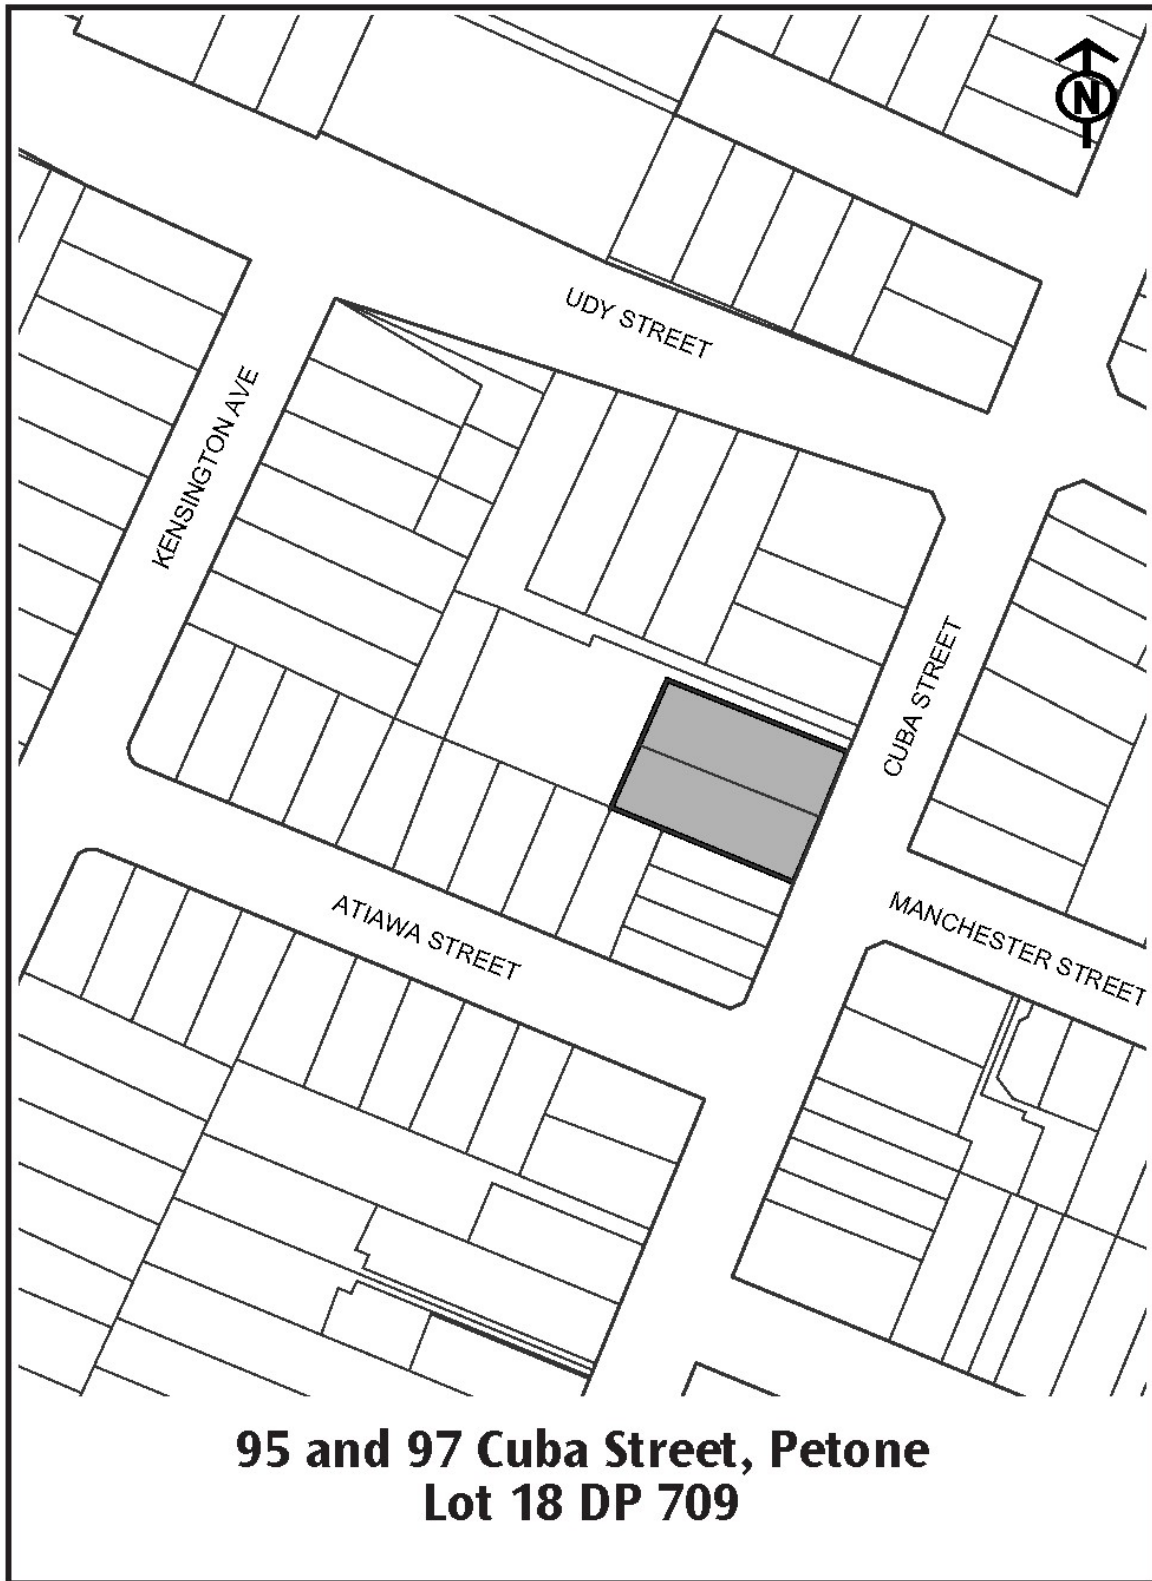 N
UDY STREET
KENSINGTON AVE
CUBA STREET
ATIAWA STREET
MANCHESTER STREET
95 and 97 Cuba Street, Petone
Lot 18 DP 709